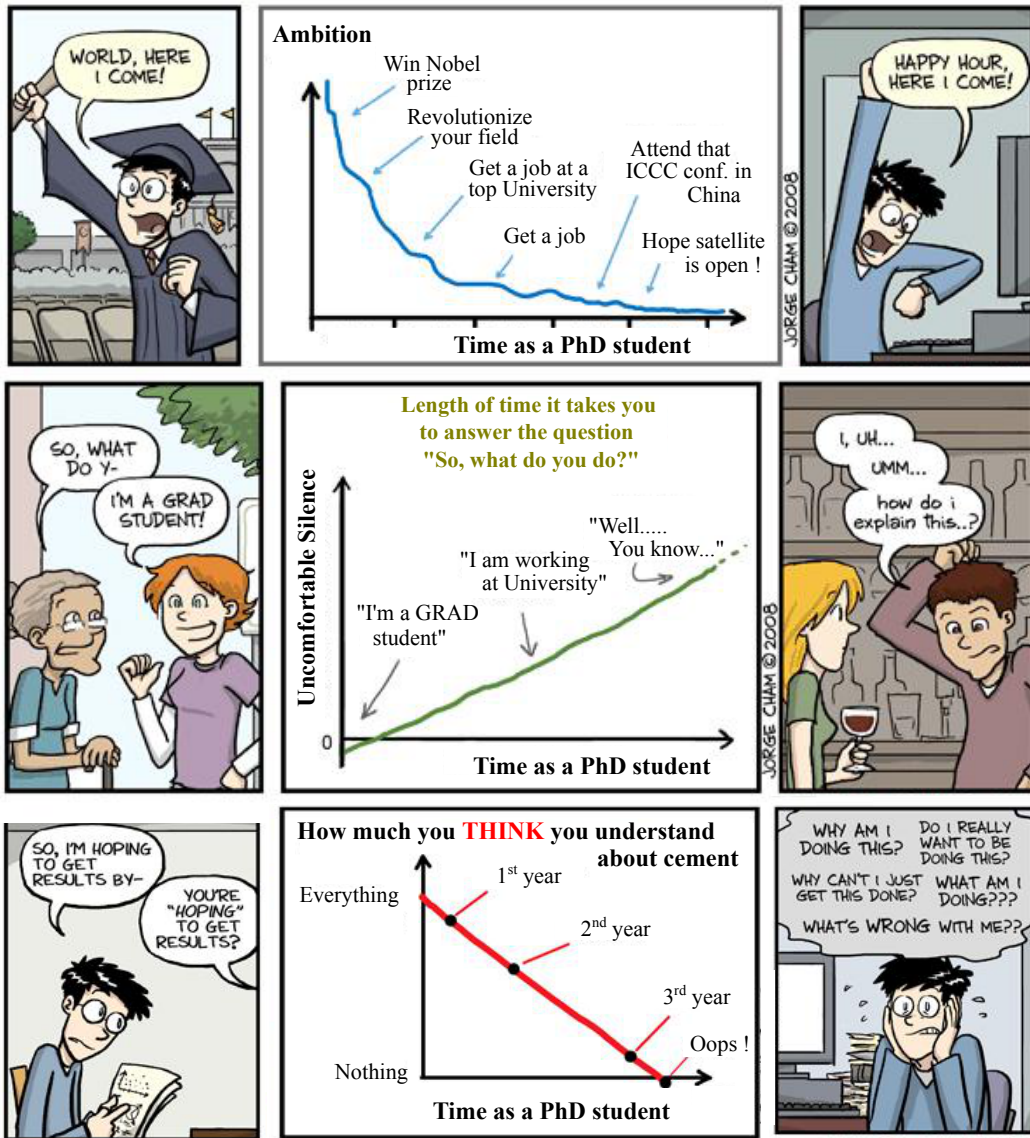 WORLD, HERE
I COME!
Ambition
Win Nobel
prize
Revolutionize
your field
Get a job at a
top University
Get a job
Attend that
ICCC conf. in
China
Hope satellite
is open !
Time as a PhD student
JORGE CHAM © 2008
HAPPY HOUR,
HERE I COME!
SO, WHAT
DO Y-
I'M A GRAD
STUDENT!
Length of time it takes you
to answer the question
"So, what do you do?"
Uncomfortable Silence
"I'm a GRAD
student"
"I am working
at University"
"Well.....
You know..."
0
Time as a PhD student
JORGE CHAM © 2008
I, UH...
UMM...
how do i
explain this..?
SO, I'M HOPING
TO GET
RESULTS BY-
YOU'RE
"HOPING"
TO GET
RESULTS?
How much you THINK you understand
about cement
Everything
1st year
2nd year
3rd year
Oops !
Nothing
Time as a PhD student
WHY AM I
DOING THIS?
DO I REALLY
WANT TO BE
DOING THIS?
WHY CAN'T I JUST
GET THIS DONE?
WHAT AM I
DOING???
WHAT'S WRONG WITH ME??